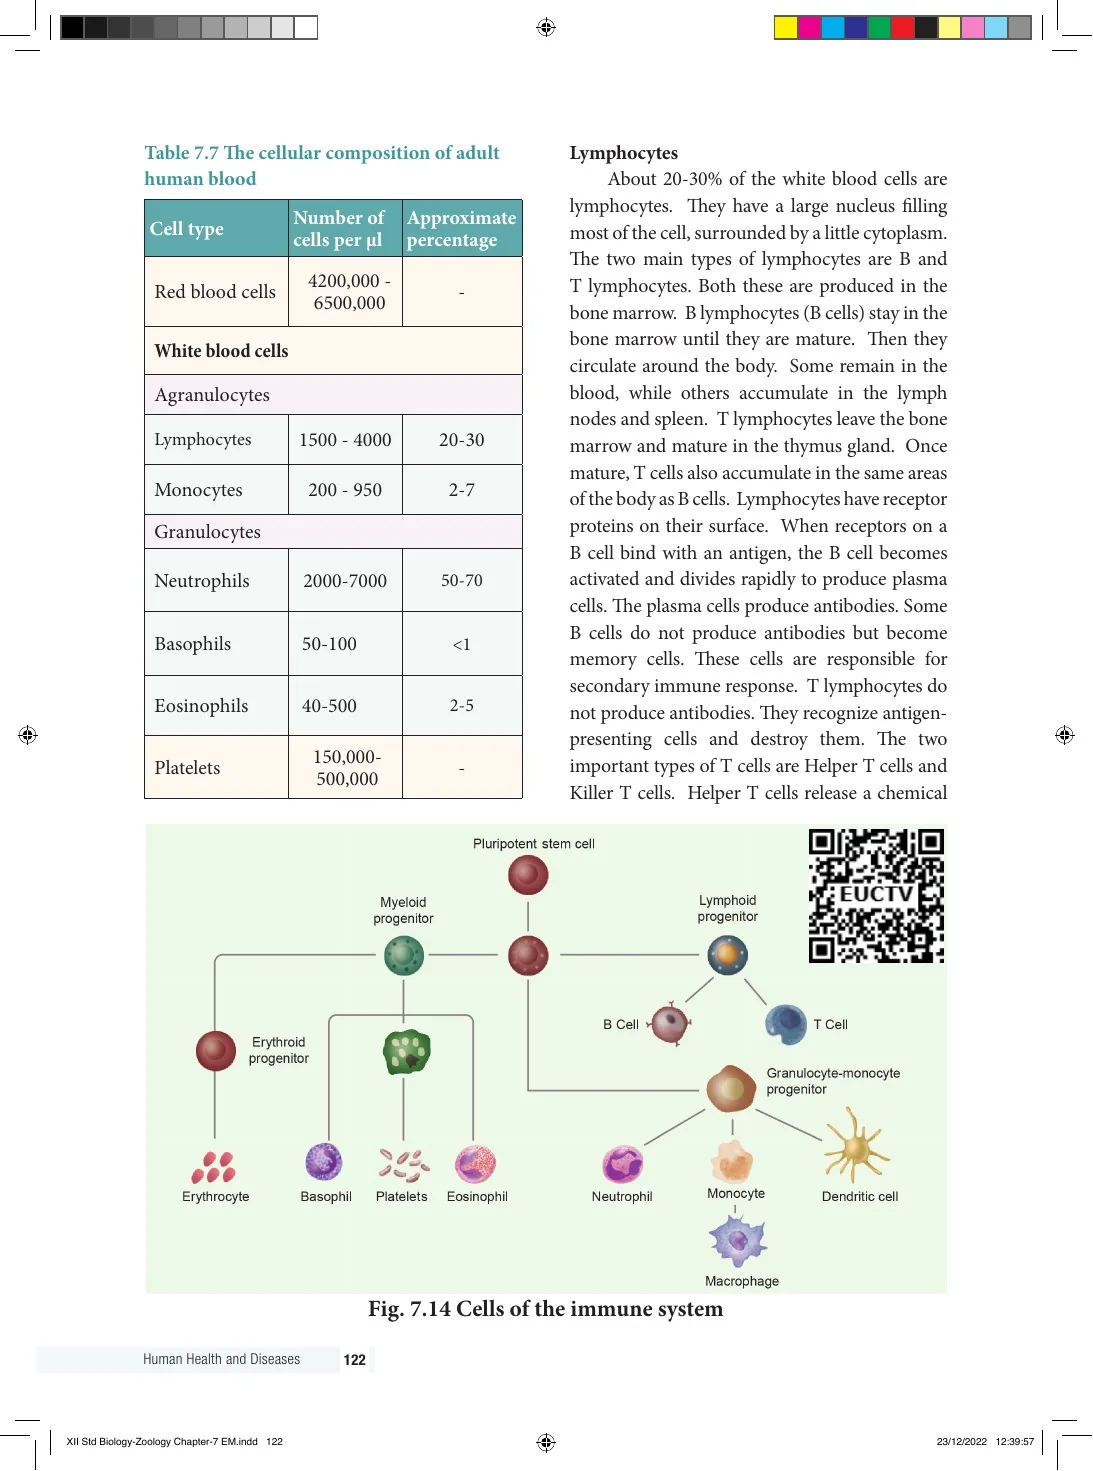 Table 7.7 The cellular composition of adult
human blood
Cell type
Number of
cells per µl
Approximate
percentage
Red blood cells
4200,000 -
6500,000
-
White blood cells
Agranulocytes
Lymphocytes 1500 - 4000 20-30
Monocytes 200 - 950 2-7
Granulocytes
Neutrophils 2000-7000 50-70
Basophils 50-100 <1
Eosinophils 40-500 2-5
Platelets
150,000-
500,000
-
Lymphocytes
About 20-30% of the white blood cells are
lymphocytes. They have a large nucleus filling
most of the cell, surrounded by a little cytoplasm.
The two main types of lymphocytes are B and
T lymphocytes. Both these are produced in the
bone marrow. B lymphocytes (B cells) stay in the
bone marrow until they are mature. Then they
circulate around the body. Some remain in the
blood, while others accumulate in the lymph
nodes and spleen. T lymphocytes leave the bone
marrow and mature in the thymus gland. Once
mature, T cells also accumulate in the same areas
of the body as B cells. Lymphocytes have receptor
proteins on their surface. When receptors on a
B cell bind with an antigen, the B cell becomes
activated and divides rapidly to produce plasma
cells. The plasma cells produce antibodies. Some
B cells do not produce antibodies but become
memory cells. These cells are responsible for
secondary immune response. T lymphocytes do
not produce antibodies. They recognize antigen-
presenting cells and destroy them. The two
important types of T cells are Helper T cells and
Killer T cells. Helper T cells release a chemical
Pluripotent stem cell
EUCTV
Myeloid
progenitor
Lymphoid
progenitor
B Cell
T Cell
Erythroid
progenitor
Granulocyte-monocyte
progenitor
Erythrocyte
Basophil
Platelets
Eosinophil
Neutrophil
Monocyte
Dendritic cell
Macrophage
Fig. 7.14 Cells of the immune system
Human Health and Diseases 122
XII Std Biology-Zoology Chapter-7 EM.indd 122
23/12/2022 12:39:57